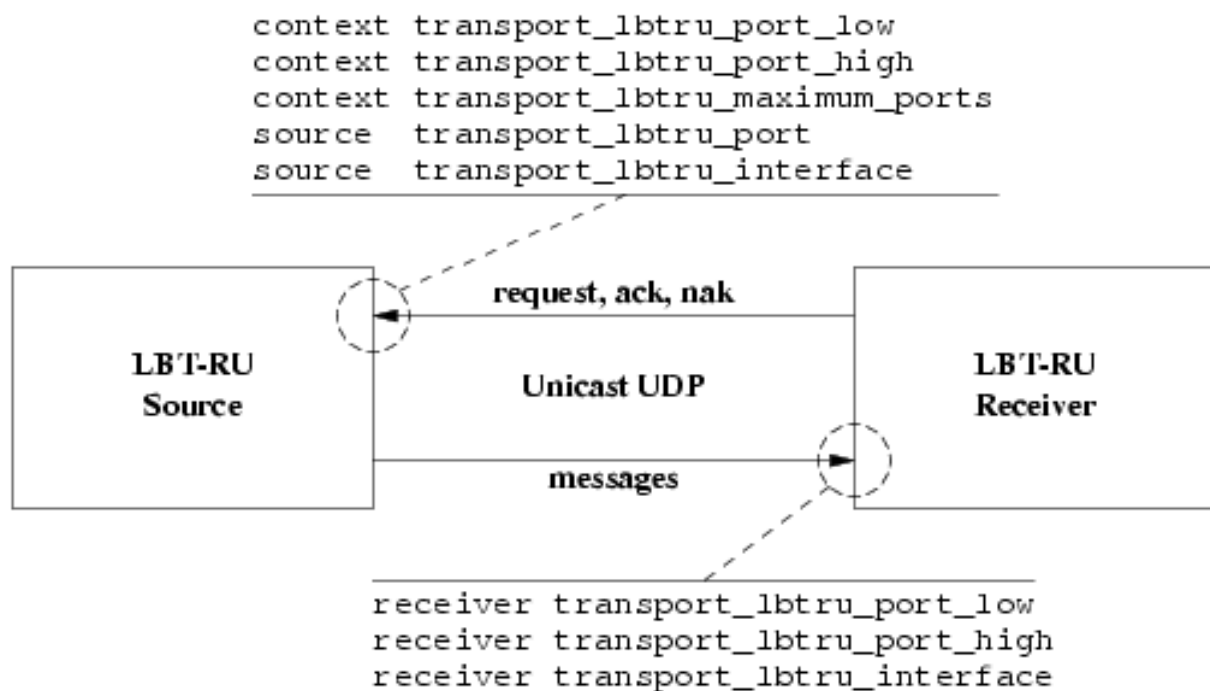 context transport_lbtru_port_low
context transport_lbtru_port_high
context transport_lbtru_maximum_ports
source transport_lbtru_port
source transport_lbtru_interface
request, ack, nak
LBT-RU
Source
Unicast UDP
LBT-RU
Receiver
messages
receiver transport_lbtru_port_low
receiver transport_lbtru_port_high
receiver transport_lbtru_interface